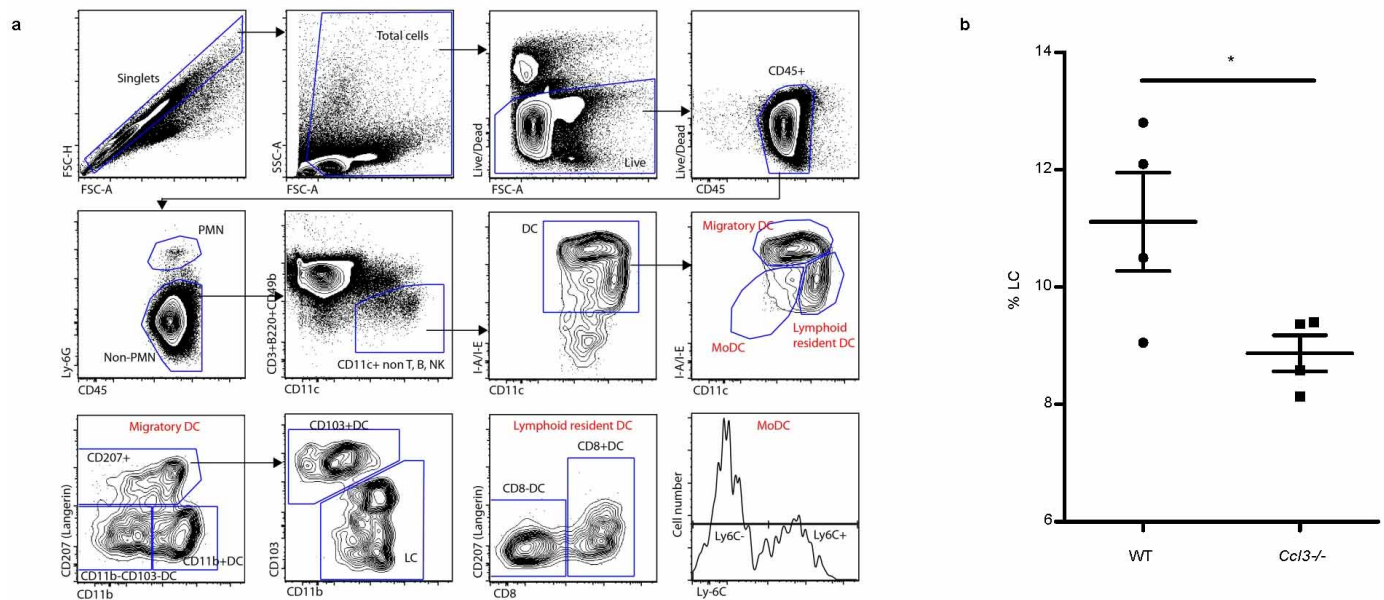 a
Singlets
FSC-H
FSC-A
Total cells
SSC-A
FSC-A
Live
Live/Dead
FSC-A
CD45+
Live/Dead
CD45
PMN
Non-PMN
Ly-6G
CD45
CD11c+ non T, B, NK
CD3+B220+CD49b
CD11c
DC
I-A/I-E
CD11c
Migratory DC
MoDC
Lymphoid
resident DC
I-A/I-E
CD11c
Migratory DC
CD207+
CD11b+DC
CD11b-CD103-DC
CD207 (Langerin)
CD11b
CD103+DC
LC
CD103
CD11b
Lymphoid resident DC
CD8+DC
CD8-DC
CD207 (Langerin)
CD8
MoDC
Ly6C-
Ly6C+
Cell number
Ly-6C
b
*
14
12
10
8
6
% LC
WT
Ccl3-/-